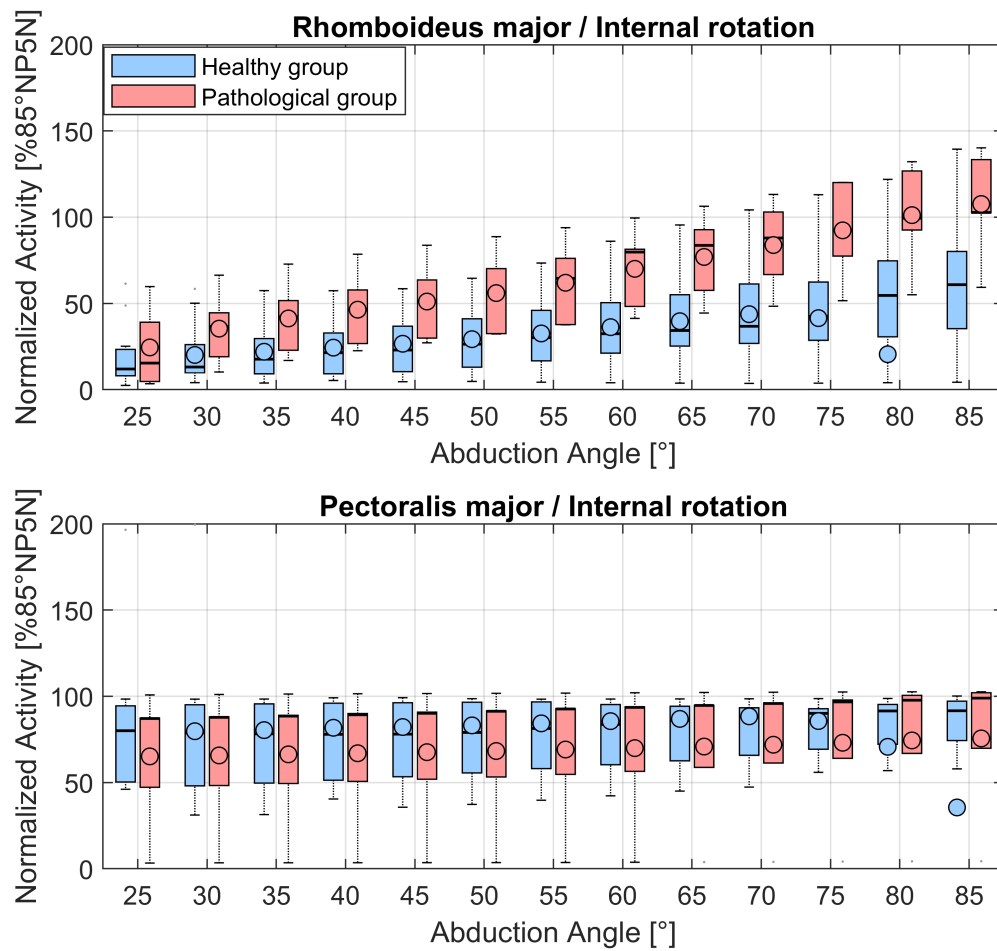 Rhomboideus major / Internal rotation
Normalized Activity [%85°NP5N]
200
150
100
50
0
Healthy group
Pathological group
25 30 35 40 45 50 55 60 65 70 75 80 85
Abduction Angle [°]
Pectoralis major / Internal rotation
Normalized Activity [%85°NP5N]
200
150
100
50
0
25 30 35 40 45 50 55 60 65 70 75 80 85
Abduction Angle [°]